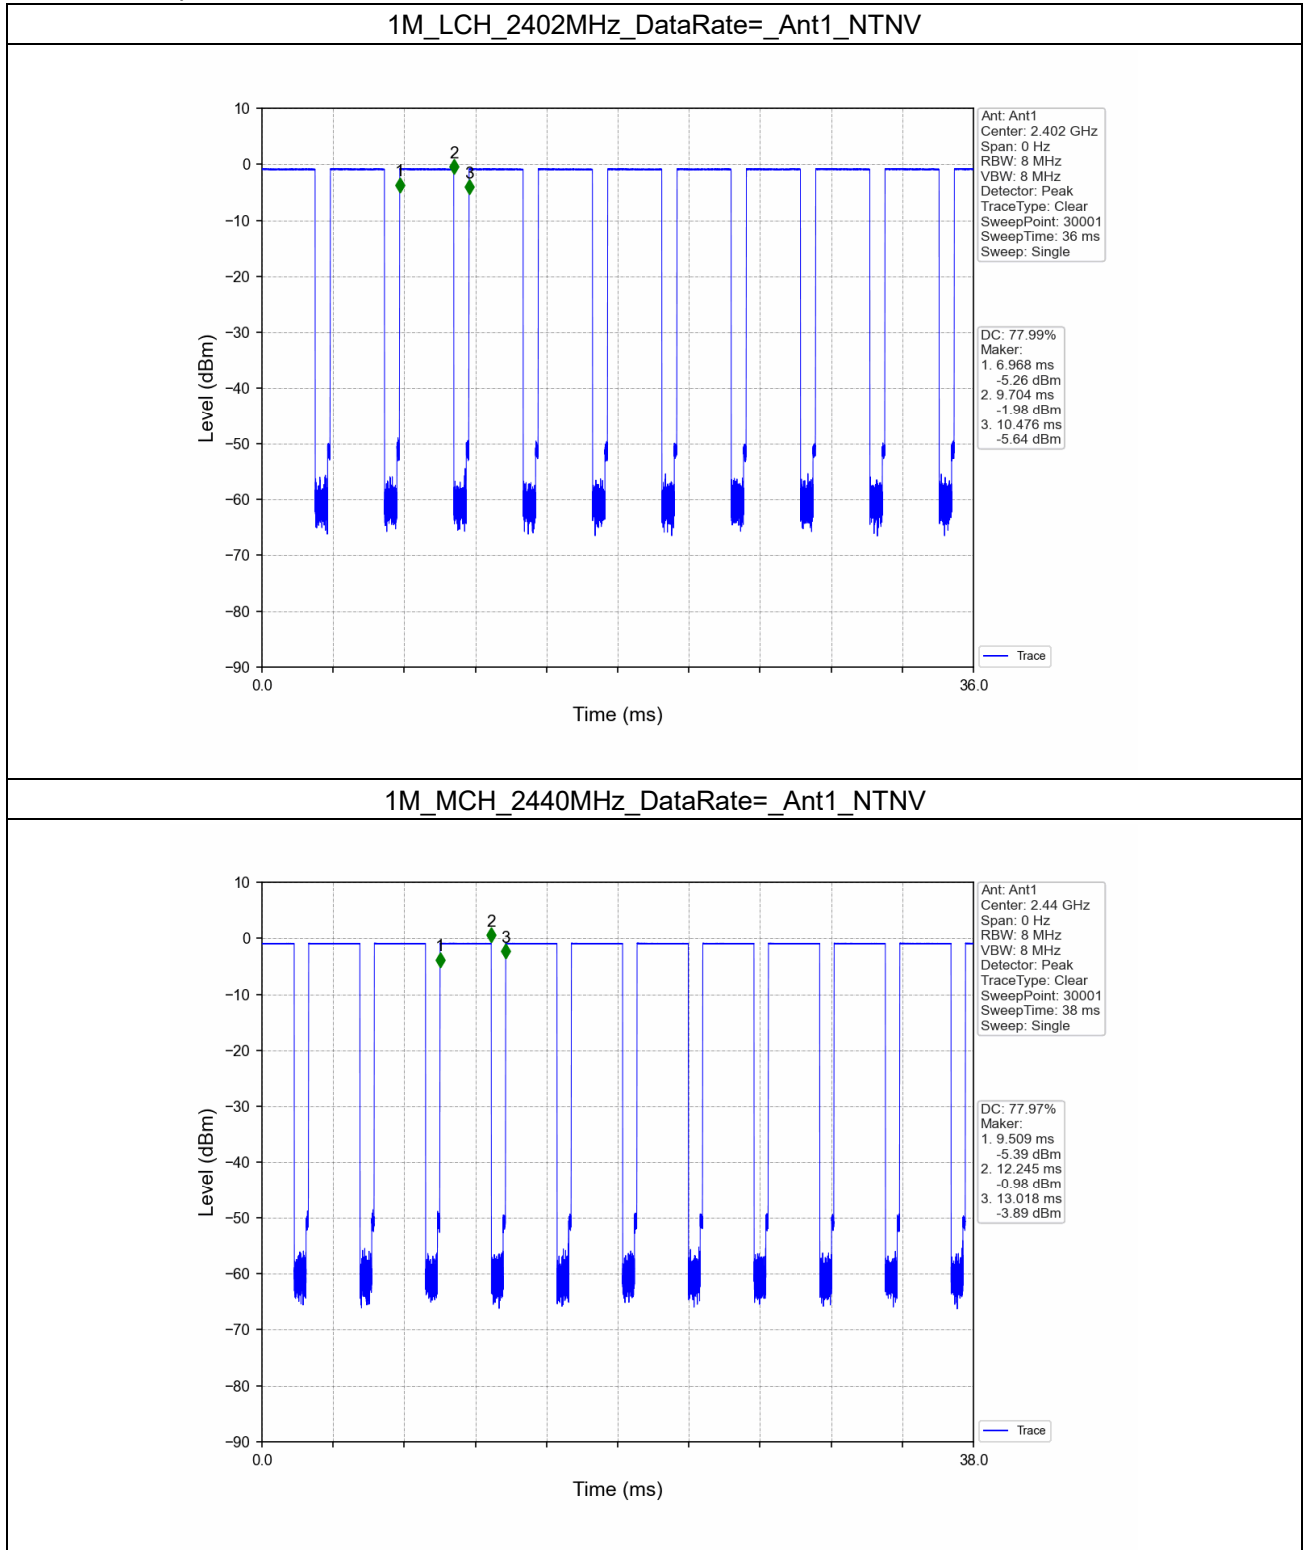 1M_LCH_2402MHz_DataRate=_Ant1_NTNV
10
0
−10
−20
−30
−40
−50
−60
−70
−80
−90
Level (dBm)
1
2
3
0.0
36.0
Time (ms)
Ant: Ant1
Center: 2.402 GHz
Span: 0 Hz
RBW: 8 MHz
VBW: 8 MHz
Detector: Peak
TraceType: Clear
SweepPoint: 30001
SweepTime: 36 ms
Sweep: Single
DC: 77.99%
Maker:
1. 6.968 ms
-5.26 dBm
2. 9.704 ms
-1.98 dBm
3. 10.476 ms
-5.64 dBm
Trace
1M_MCH_2440MHz_DataRate=_Ant1_NTNV
10
0
−10
−20
−30
−40
−50
−60
−70
−80
−90
Level (dBm)
1
2
3
0.0
38.0
Time (ms)
Ant: Ant1
Center: 2.44 GHz
Span: 0 Hz
RBW: 8 MHz
VBW: 8 MHz
Detector: Peak
TraceType: Clear
SweepPoint: 30001
SweepTime: 38 ms
Sweep: Single
DC: 77.97%
Maker:
1. 9.509 ms
-5.39 dBm
2. 12.245 ms
-0.98 dBm
3. 13.018 ms
-3.89 dBm
Trace